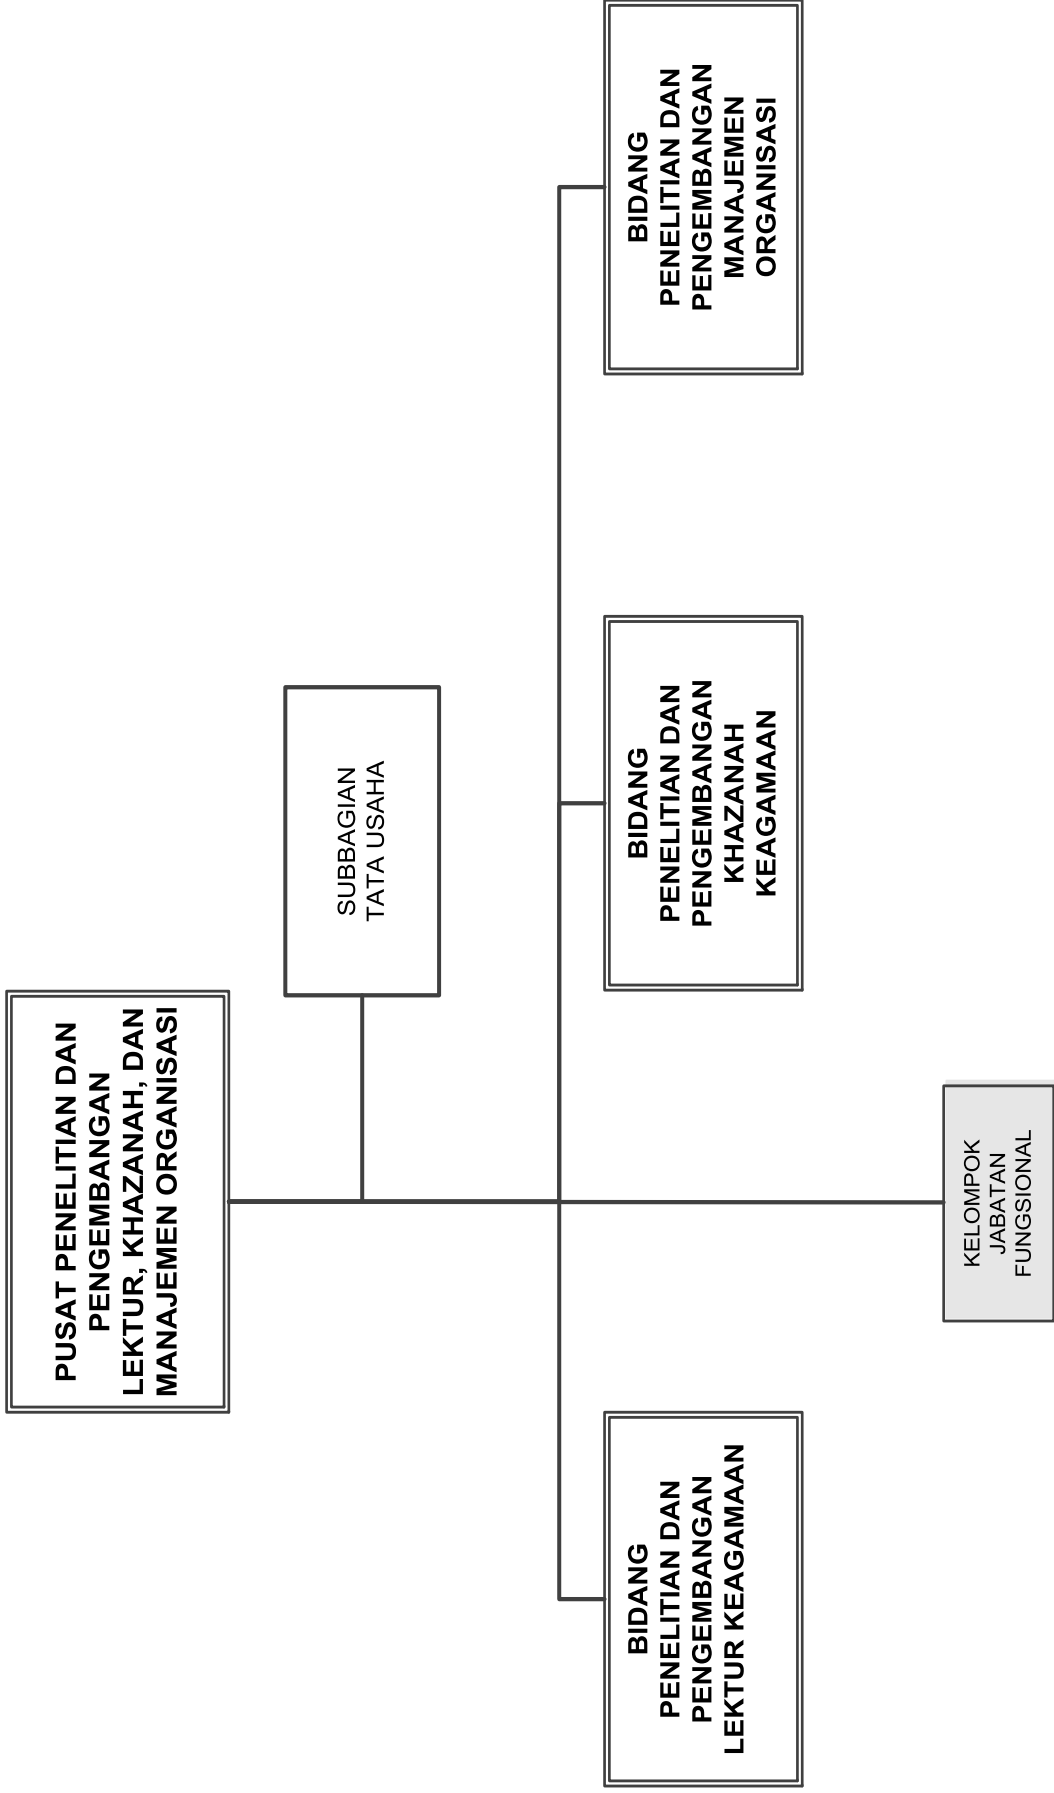 PUSAT PENELITIAN DAN
PENGEMBANGAN
LEKTUR, KHAZANAH, DAN
MANAJEMEN ORGANISASI
SUBBAGIAN
TATA USAHA
BIDANG
PENELITIAN DAN
PENGEMBANGAN
LEKTUR KEAGAMAAN
BIDANG
PENELITIAN DAN
PENGEMBANGAN
KHAZANAH
KEAGAMAAN
BIDANG
PENELITIAN DAN
PENGEMBANGAN
MANAJEMEN
ORGANISASI
KELOMPOK
JABATAN
FUNGSIONAL